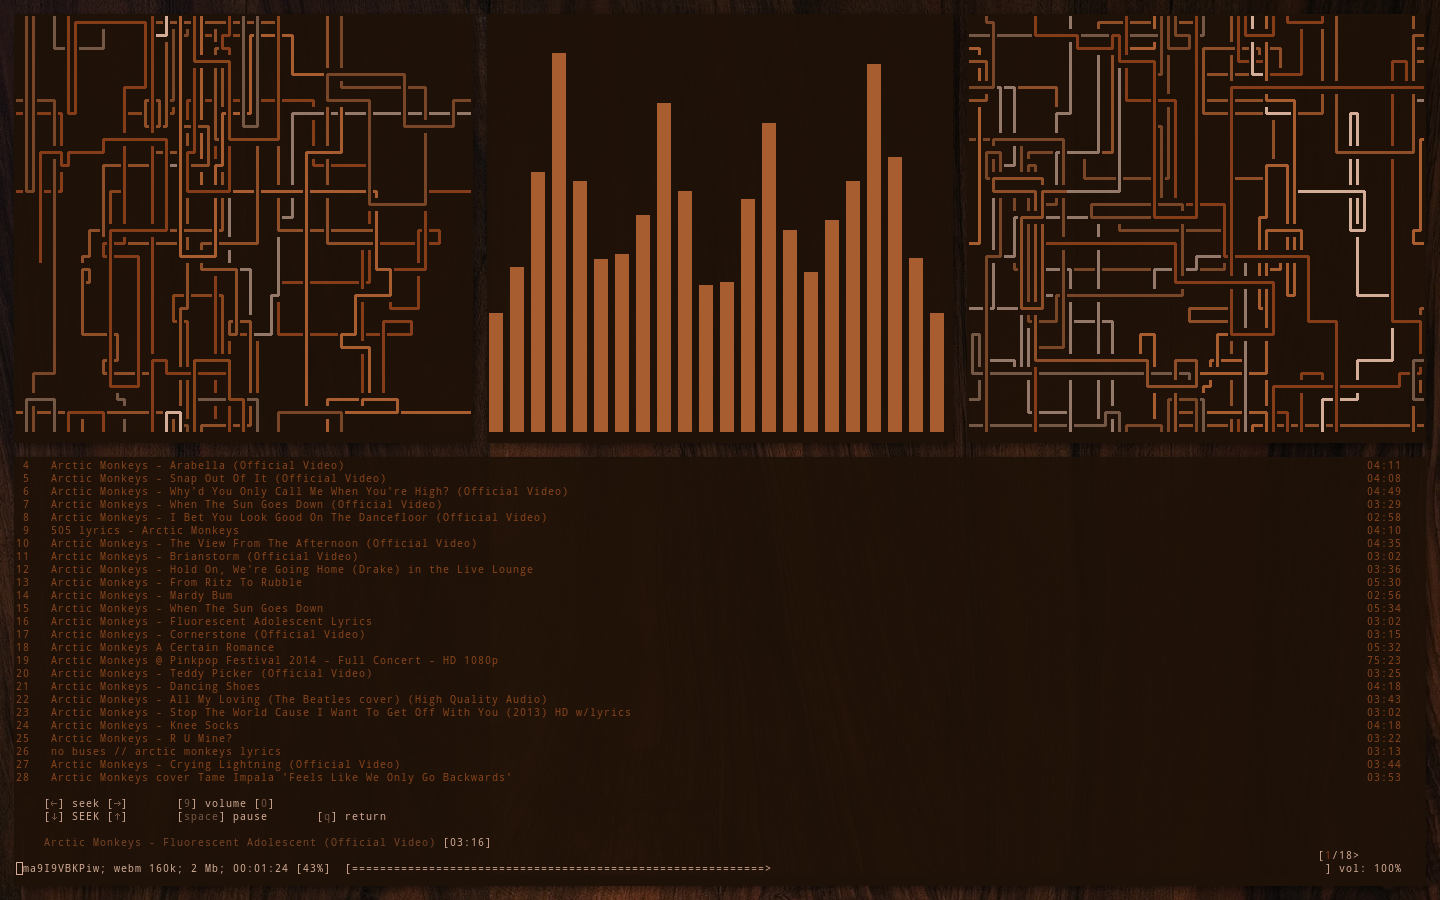 4 Arctic Monkeys - Arabella (Official Video) 04:11
5 Arctic Monkeys - Snap Out Of It (Official Video) 04:08
6 Arctic Monkeys - Why'd You Only Call Me When You're High? (Official Video) 04:49
7 Arctic Monkeys - When The Sun Goes Down (Official Video) 03:29
8 Arctic Monkeys - I Bet You Look Good On The Dancefloor (Official Video) 02:58
9 505 lyrics - Arctic Monkeys 04:10
10 Arctic Monkeys - The View From The Afternoon (Official Video) 04:35
11 Arctic Monkeys - Brianstorm (Official Video) 03:02
12 Arctic Monkeys - Hold On, We're Going Home (Drake) in the Live Lounge 03:36
13 Arctic Monkeys - From Ritz To Rubble 05:30
14 Arctic Monkeys - Mardy Bum 02:56
15 Arctic Monkeys - When The Sun Goes Down 05:34
16 Arctic Monkeys - Fluorescent Adolescent Lyrics 03:02
17 Arctic Monkeys - Cornerstone (Official Video) 03:15
18 Arctic Monkeys A Certain Romance 05:32
19 Arctic Monkeys @ Pinkpop Festival 2014 - Full Concert - HD 1080p 75:23
20 Arctic Monkeys - Teddy Picker (Official Video) 03:25
21 Arctic Monkeys - Dancing Shoes 04:18
22 Arctic Monkeys - All My Loving (The Beatles cover) (High Quality Audio) 03:43
23 Arctic Monkeys - Stop The World Cause I Want To Get Off With You (2013) HD w/lyrics 03:02
24 Arctic Monkeys - Knee Socks 04:18
25 Arctic Monkeys - R U Mine? 03:22
26 no buses // arctic monkeys lyrics 03:13
27 Arctic Monkeys - Crying Lightning (Official Video) 03:44
28 Arctic Monkeys cover Tame Impala 'Feels Like We Only Go Backwards' 03:53
[←] seek [→] [9] volume [0]
[↓] SEEK [↑] [space] pause [q] return
Arctic Monkeys - Fluorescent Adolescent (Official Video) [03:16]
[1/18>
ma9I9VBKPiw; webm 160k; 2 Mb; 00:01:24 [43%] [===========================================================> ] vol: 100%